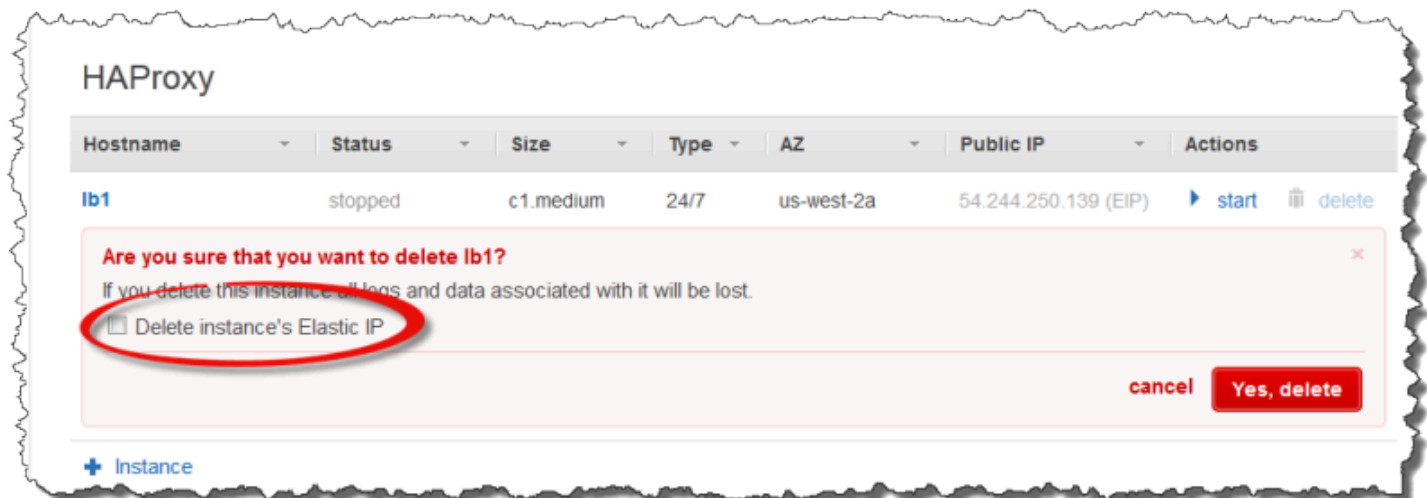 HAProxy
Hostname Status Size Type AZ Public IP Actions
lb1 stopped c1.medium 24/7 us-west-2a 54.244.250.139 (EIP) start delete
Are you sure that you want to delete lb1?
If you delete this instance all logs and data associated with it will be lost.
Delete instance's Elastic IP
cancel Yes, delete
Instance